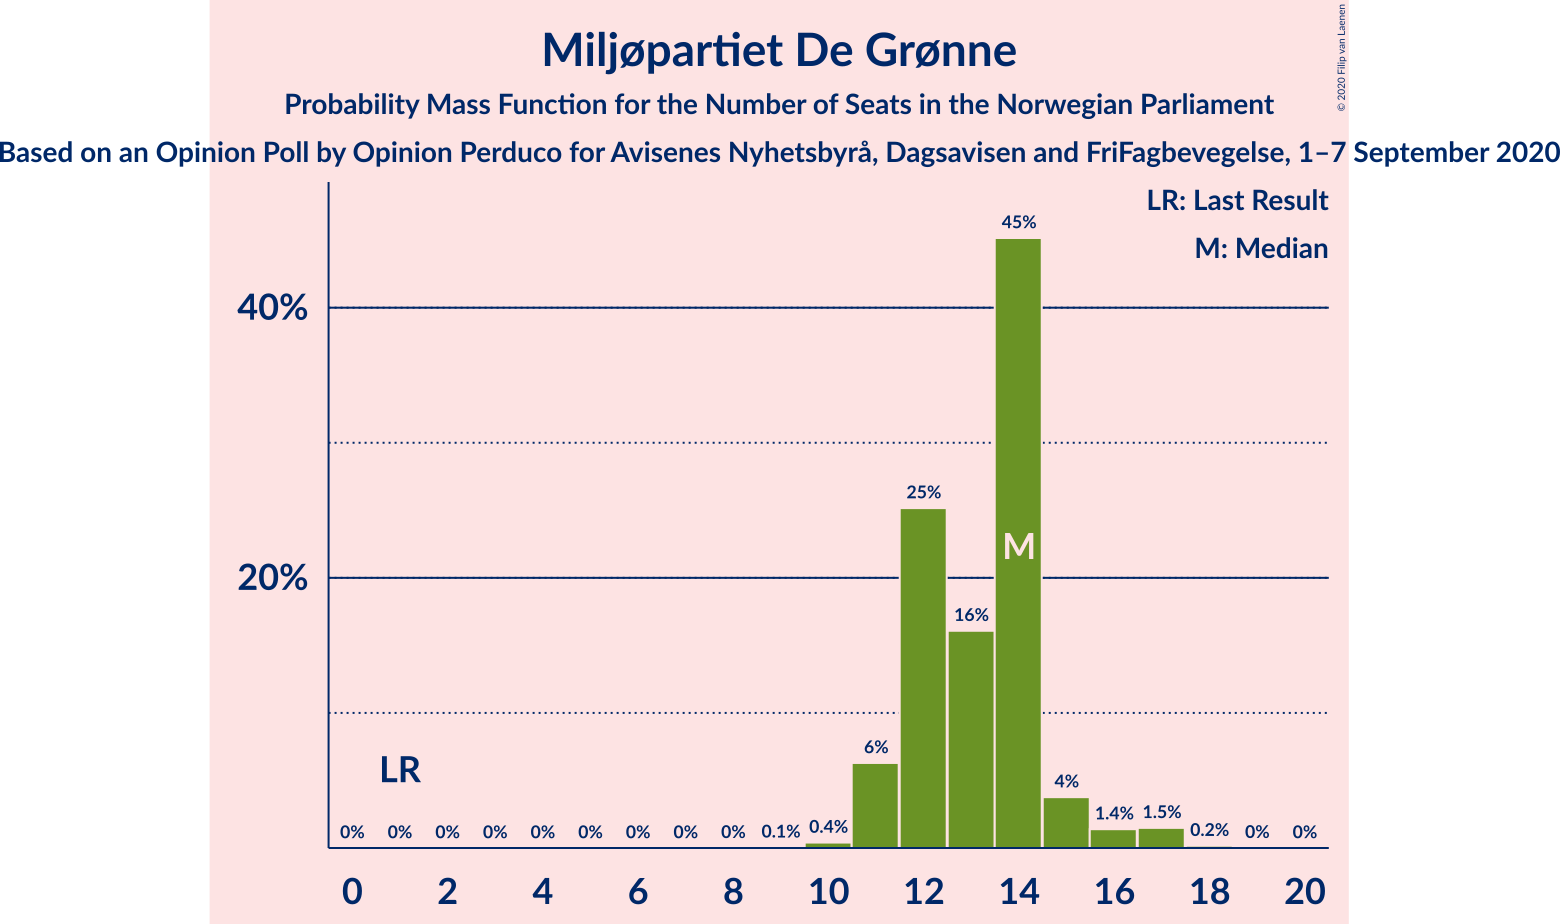 Miljøpartiet De Grønne
Probability Mass Function for the Number of Seats in the Norwegian Parliament
Based on an Opinion Poll by Opinion Perduco for Avisenes Nyhetsbyrå, Dagsavisen and FriFagbevegelse, 1–7 September 2020
© 2020 Filip van Laenen
LR: Last Result
M: Median
45%
40%
25%
M
20%
16%
6%
LR
4%
0% 0% 0% 0% 0% 0% 0% 0% 0% 0.1% 0.4% 1.4% 1.5% 0.2% 0% 0%
0 2 4 6 8 10 12 14 16 18 20